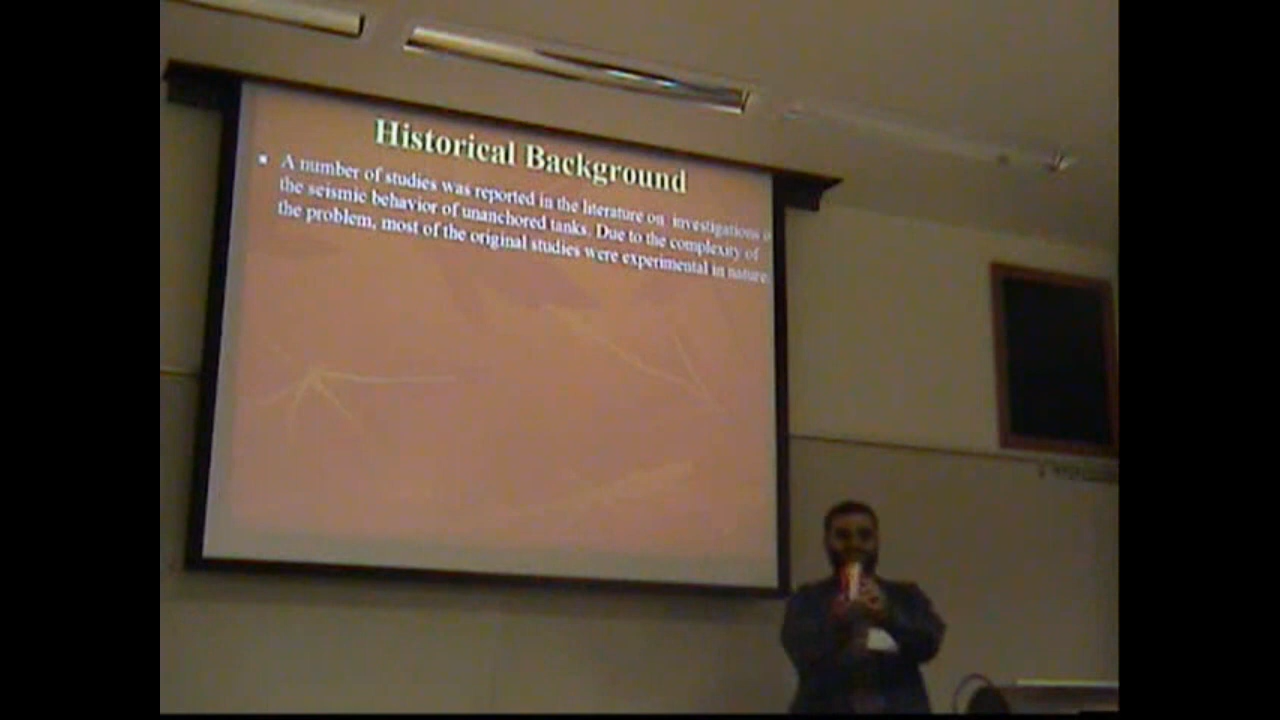 Historical Background
▪ A number of studies was reported in the literature on investigations
the seismic behavior of unanchored tanks. Due to the complexity of
the problem, most of the original studies were experimental in nature